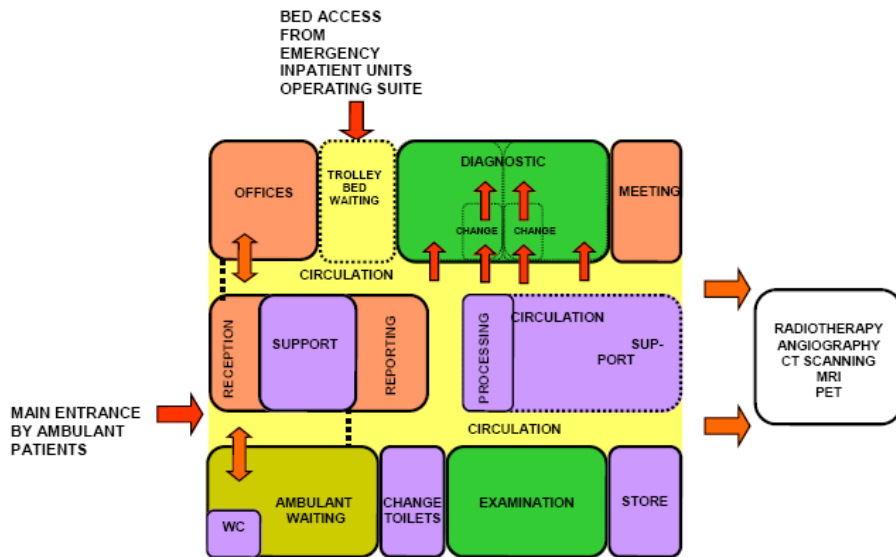 BED ACCESS
FROM
EMERGENCY
INPATIENT UNITS
OPERATING SUITE
OFFICES
TROLLEY
BED
WAITING
DIAGNOSTIC
MEETING
CHANGE
CHANGE
CIRCULATION
RECEPTION
SUPPORT
REPORTING
PROCESSING
CIRCULATION
SUP-
PORT
RADIOTHERAPY
ANGIOGRAPHY
CT SCANNING
MRI
PET
MAIN ENTRANCE
BY AMBULANT
PATIENTS
CIRCULATION
AMBULANT
WAITING
WC
CHANGE
TOILETS
EXAMINATION
STORE